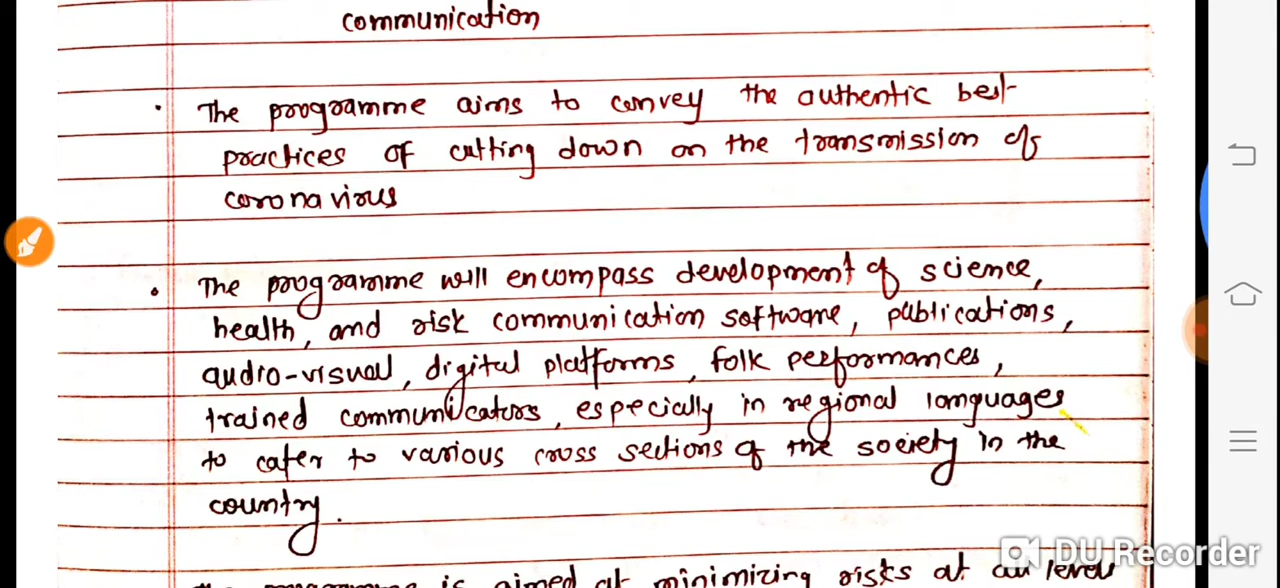 communication
• The programme aims to convey the authentic best
practices of cutting down on the transmission of
coronavirus
• The programme will encompass development of science,
health, and risk communication software, publications,
audio-visual, digital platforms, folk performances,
trained communicators, especially in regional languages
to cater to various cross sections of the society in the
country.
The programme is aimed at minimizing risks at all level
DU Recorder